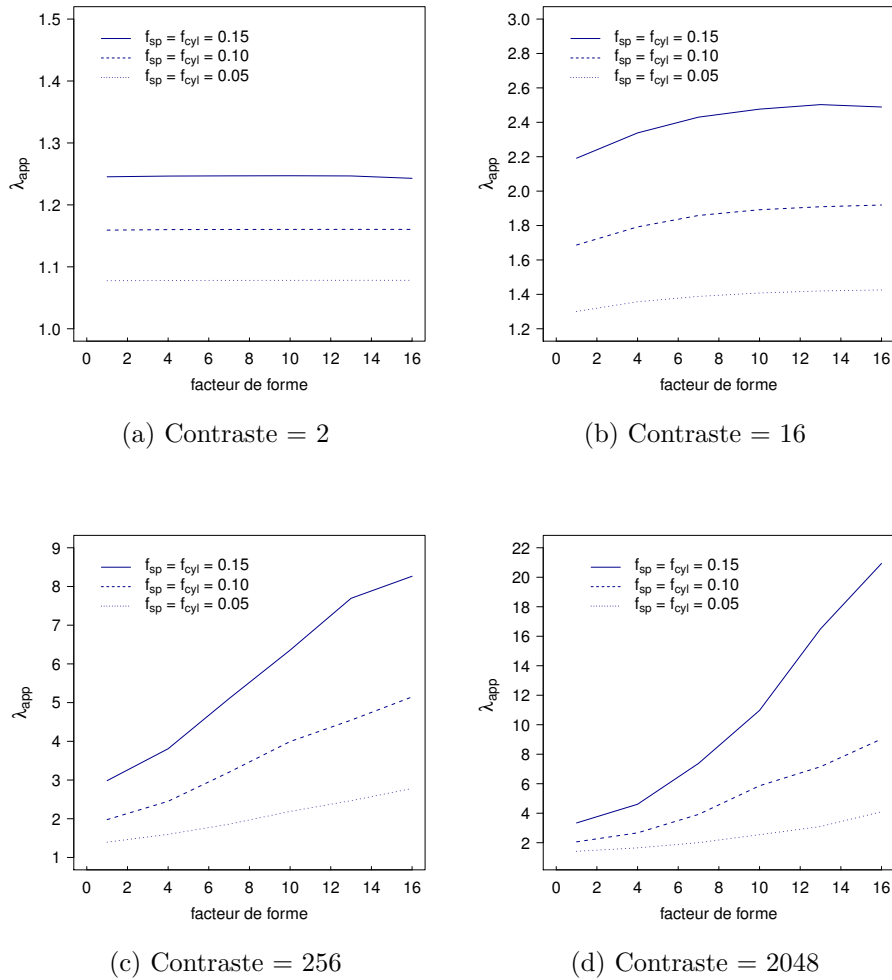 1.5
1.4
1.3
1.2
1.1
1.0
λapp
fsp = fcyl = 0.15
fsp = fcyl = 0.10
fsp = fcyl = 0.05
0 2 4 6 8 10 12 14 16
facteur de forme
(a) Contraste = 2
3.0
2.8
2.6
2.4
2.2
2.0
1.8
1.6
1.4
1.2
λapp
fsp = fcyl = 0.15
fsp = fcyl = 0.10
fsp = fcyl = 0.05
0 2 4 6 8 10 12 14 16
facteur de forme
(b) Contraste = 16
9
8
7
6
5
4
3
2
1
λapp
fsp = fcyl = 0.15
fsp = fcyl = 0.10
fsp = fcyl = 0.05
0 2 4 6 8 10 12 14 16
facteur de forme
(c) Contraste = 256
22
20
18
16
14
12
10
8
6
4
2
λapp
fsp = fcyl = 0.15
fsp = fcyl = 0.10
fsp = fcyl = 0.05
0 2 4 6 8 10 12 14 16
facteur de forme
(d) Contraste = 2048